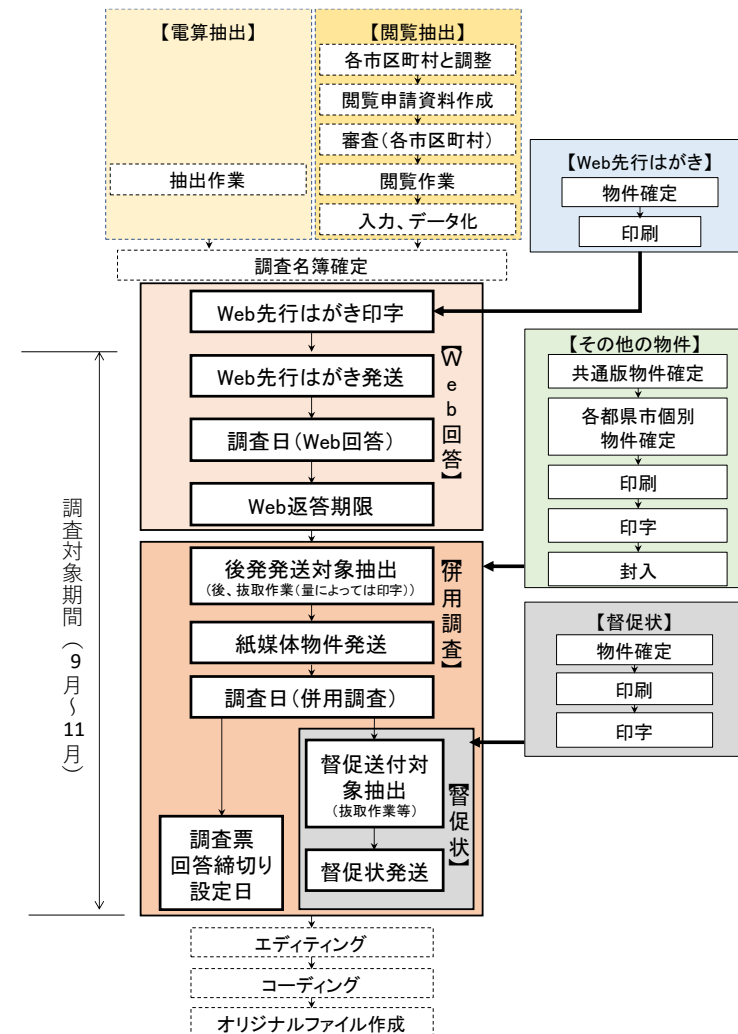 【電算抽出】
抽出作業
【閲覧抽出】
各市区町村と調整
閲覧申請資料作成
審査(各市区町村)
閲覧作業
入力、データ化
調査名簿確定
【Web先行はがき】
物件確定
印刷
Web先行はがき印字
Web先行はがき発送
調査日(Web回答)
Web返答期限
【Web回答】
【その他の物件】
共通版物件確定
各都県市個別
物件確定
印刷
印字
封入
調査対象期間(9月~11月)
後発発送対象抽出
(後、抜取作業(量によっては印字))
紙媒体物件発送
調査日(併用調査)
【併用調査】
【督促状】
物件確定
印刷
印字
督促送付対
象抽出
(抜取作業等)
督促状発送
【督促状】
調査票
回答締切り
設定日
エディティング
コーディング
オリジナルファイル作成